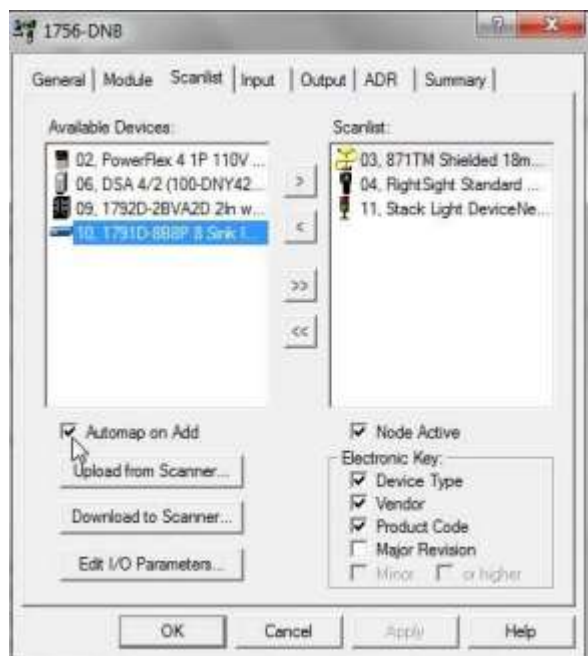 1756-DNB
General Module Scanlist Input Output ADR Summary
Available Devices:
02, PowerFlex 4 1P 110V ...
06, DSA 4/2 (100-DNY42...
09, 1792D-2BVA2D 2In w...
10, 1791D-8B8P 8 Sink I...
>
<
>>
<<
Scanlist:
03, 871TM Shielded 18m...
04, RightSight Standard ...
11, Stack Light DeviceNe...
Automap on Add
Upload from Scanner...
Download to Scanner...
Edit I/O Parameters...
Node Active
Electronic Key:
Device Type
Vendor
Product Code
Major Revision
Minor or higher
OK Cancel Apply Help